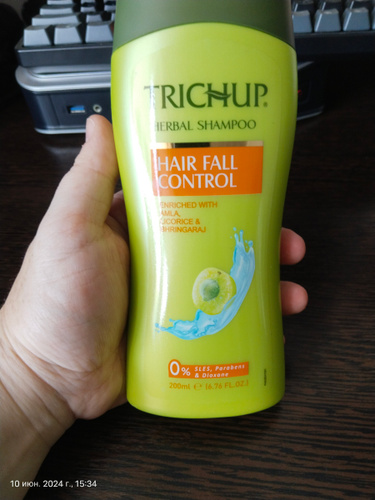 TRICHUP®
HERBAL SHAMPOO
HAIR FALL
CONTROL
ENRICHED WITH
AMLA,
LICORICE &
BHRINGARAJ
0% SLES, Parabens
& Dioxane
200ml e (6.76 FL.OZ.)
10 июн. 2024 г., 15:34